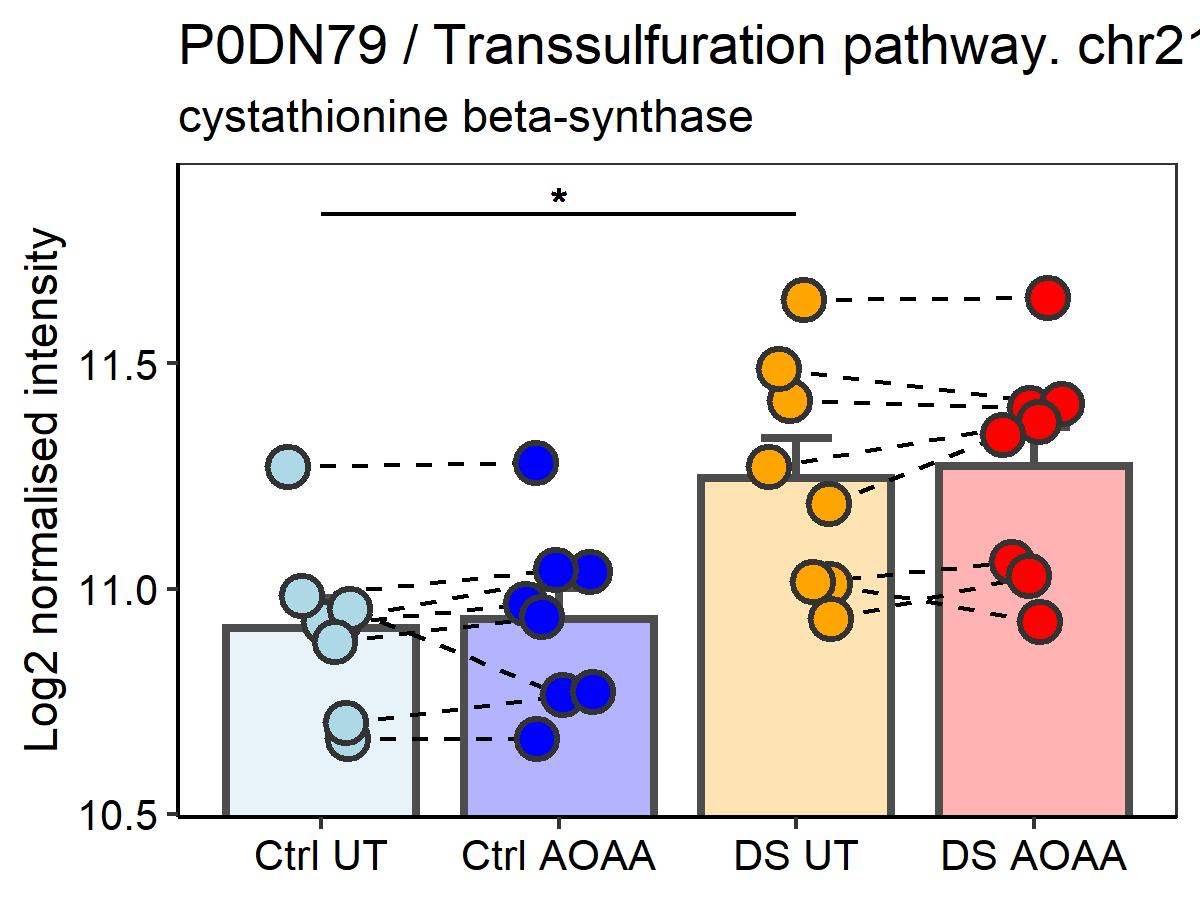 P0DN79 / Transsulfuration pathway. chr21
cystathionine beta-synthase
*
Log2 normalised intensity
11.5
11.0
10.5
Ctrl UT Ctrl AOAA DS UT DS AOAA